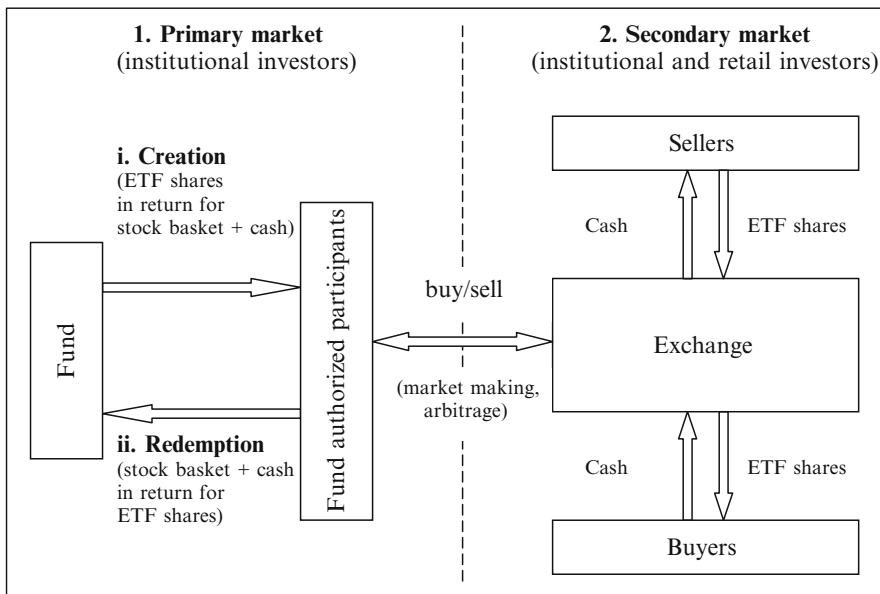 1. Primary market
(institutional investors)
2. Secondary market
(institutional and retail investors)
i. Creation
(ETF shares
in return for
stock basket + cash)
Fund
ii. Redemption
(stock basket + cash
in return for
ETF shares)
Fund authorized participants
buy/sell
(market making,
arbitrage)
Sellers
Cash
ETF shares
Exchange
Cash
ETF shares
Buyers